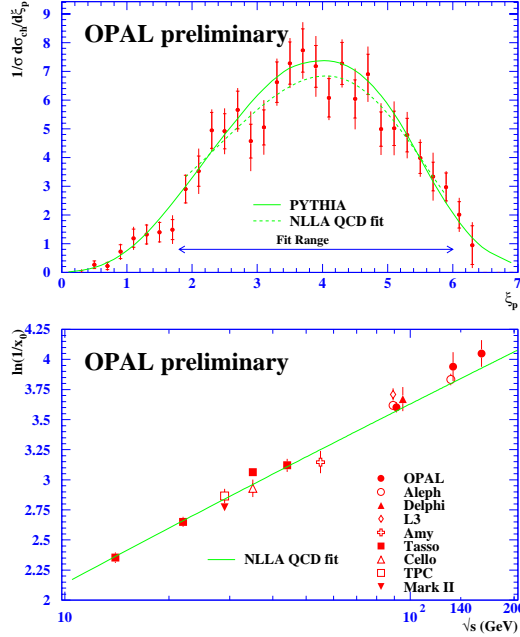 1/σ dσch/dξp
OPAL preliminary
9
8
7
6
5
4
3
2
1
0
PYTHIA
NLLA QCD fit
Fit Range
0 1 2 3 4 5 6 7
ξp
ln(1/x0)
OPAL preliminary
4.25
4
3.75
3.5
3.25
3
2.75
2.5
2.25
2
OPAL
Aleph
Delphi
L3
Amy
Tasso
Cello
TPC
Mark II
NLLA QCD fit
10 10² 140 200
√s (GeV)